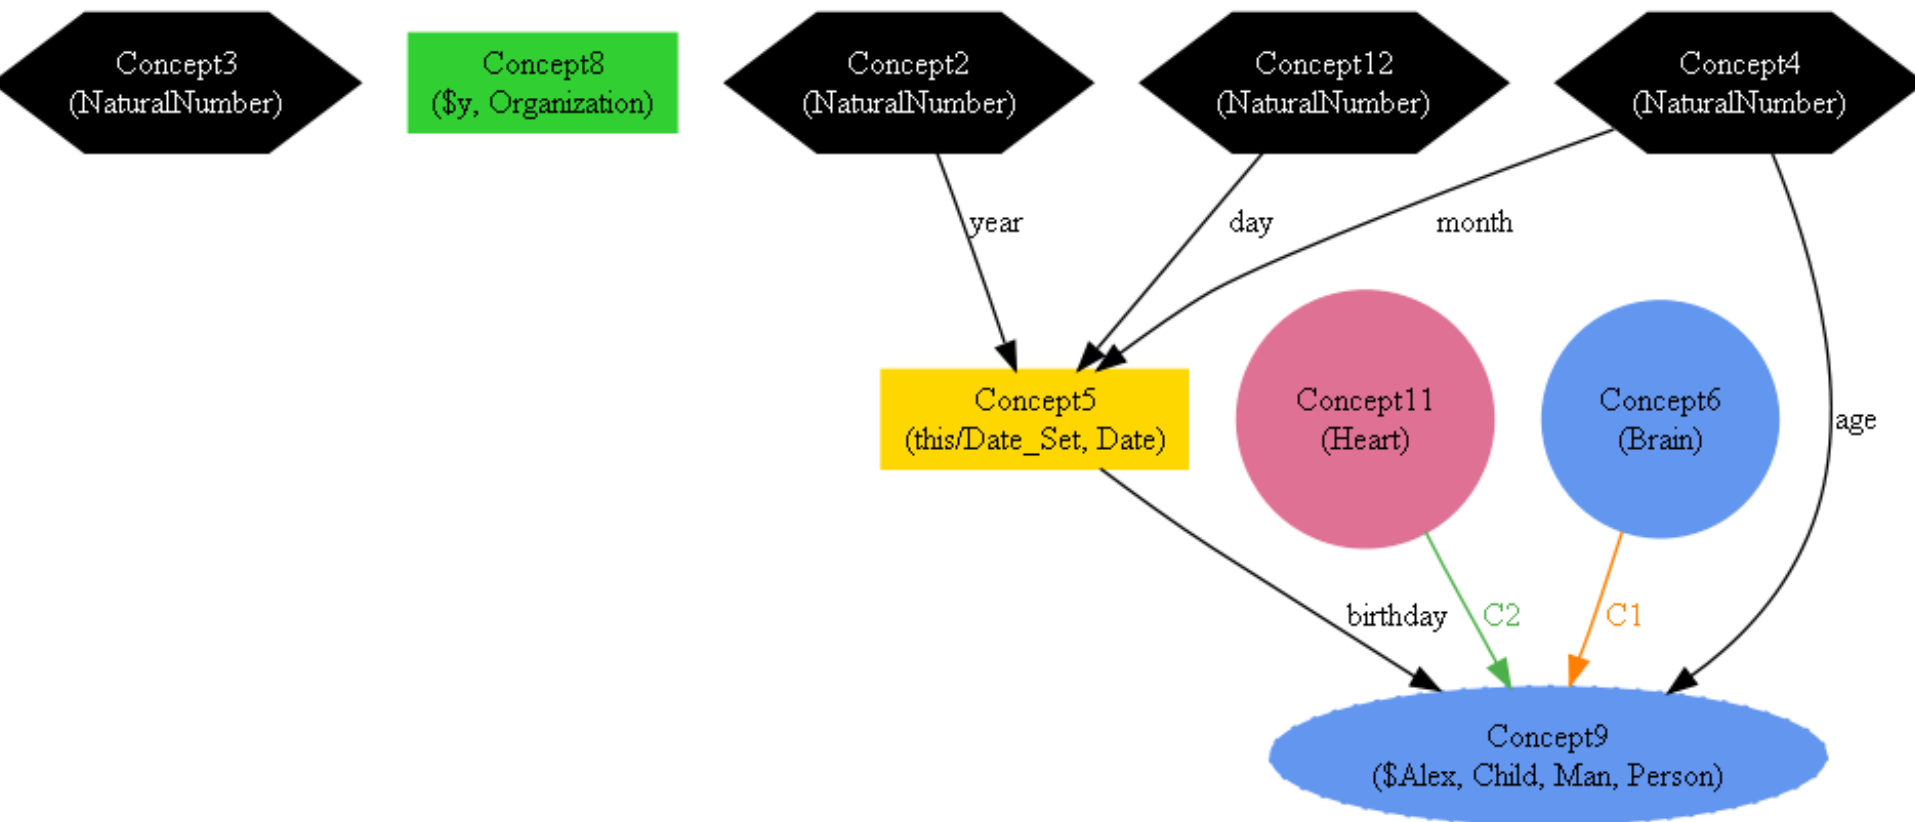 Concept3
(NaturalNumber)
Concept8
($y, Organization)
Concept2
(NaturalNumber)
Concept12
(NaturalNumber)
Concept4
(NaturalNumber)
year
day
month
Concept5
(this/Date_Set, Date)
Concept11
(Heart)
Concept6
(Brain)
age
birthday
C2
C1
Concept9
($Alex, Child, Man, Person)